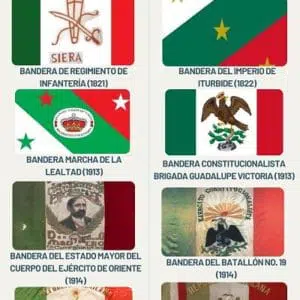 SIERA
BANDERA DE REGIMIENTO DE
INFANTERÍA (1821)
BANDERA DEL IMPERIO DE
ITURBIDE (1822)
BANDERA MARCHA DE LA
LEALTAD (1913)
BANDERA CONSTITUCIONALISTA
BRIGADA GUADALUPE VICTORIA (1913)
BANDERA DEL ESTADO MAYOR DEL
CUERPO DEL EJÉRCITO DE ORIENTE
(1914)
EJERCITO CONSTITUCIONALISTA
BANDERA DEL BATALLÓN NO. 19
(1914)